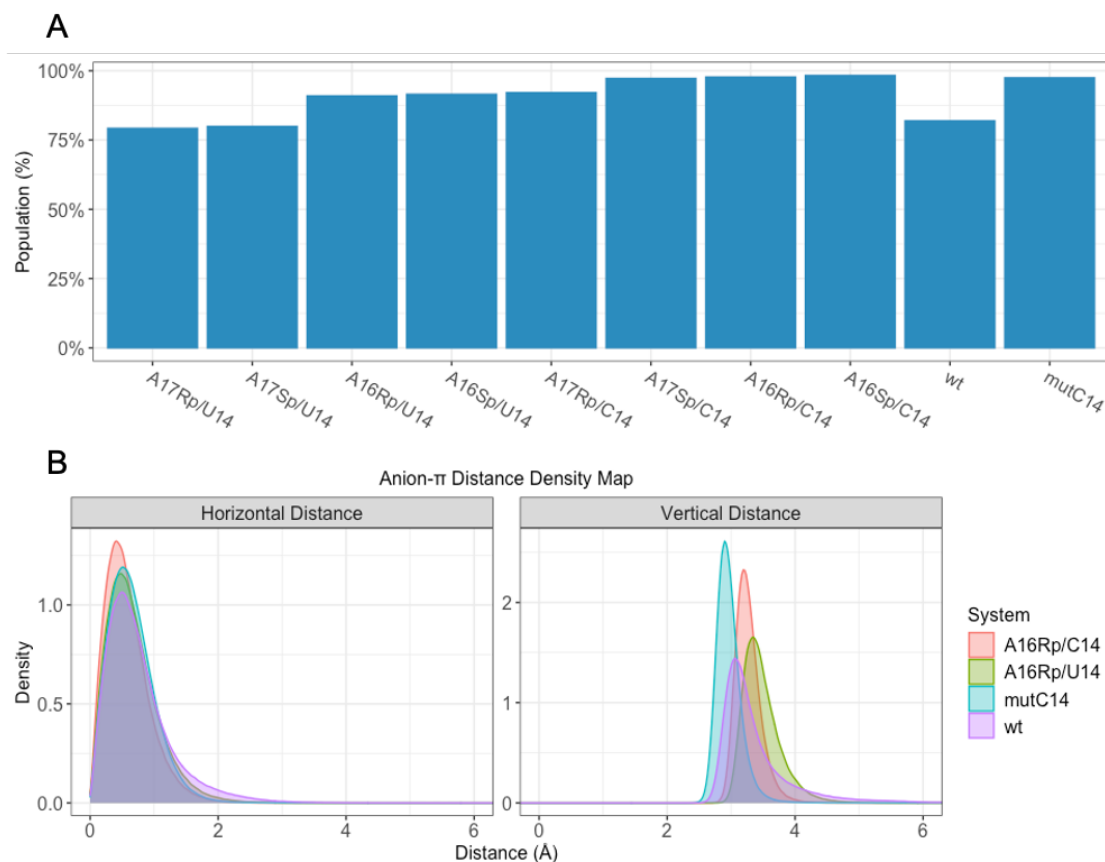 A
100%
75%
50%
25%
0%
Population (%)
A17Rp/U14
A17Sp/U14
A16Rp/U14
A16Sp/U14
A17Rp/C14
A17Sp/C14
A16Rp/C14
A16Sp/C14
wt
mutC14
B
Anion-π Distance Density Map
Horizontal Distance
Vertical Distance
Density
1.0
0.5
0.0
2
1
0
0 2 4 6
0 2 4 6
Distance (Å)
System
A16Rp/C14
A16Rp/U14
mutC14
wt